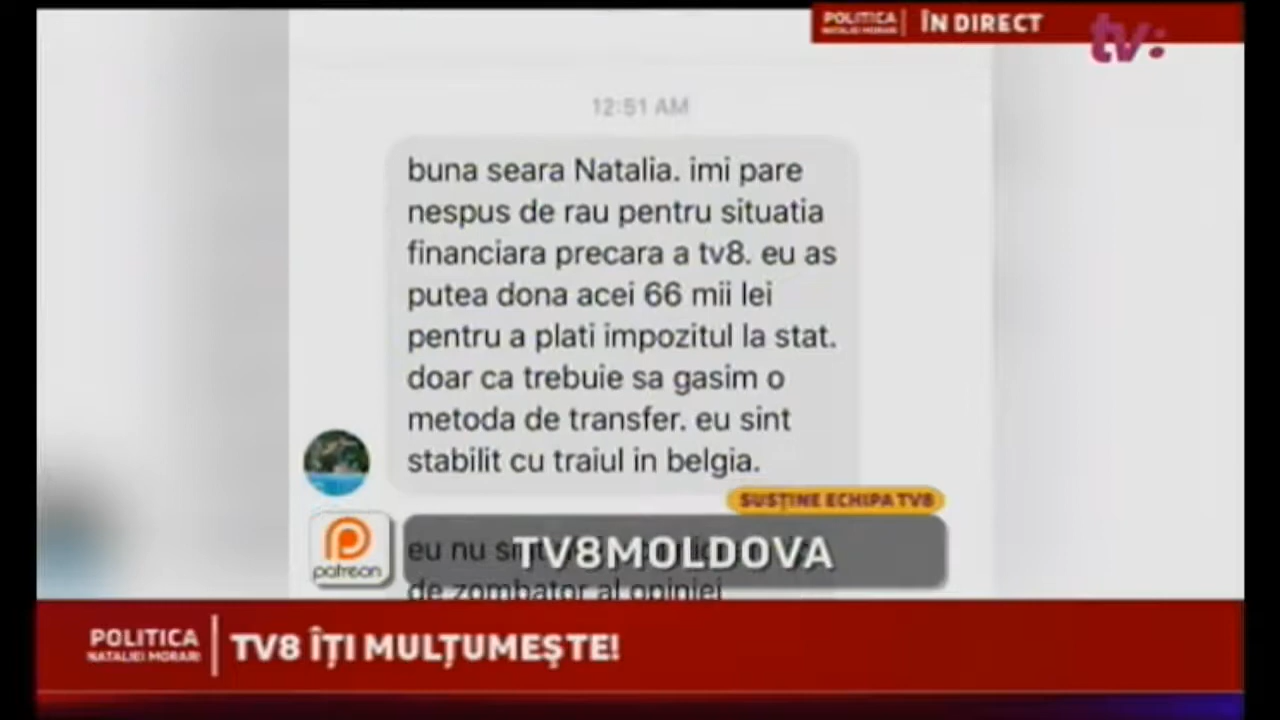 POLITICA
NATALIEI MORARI
ÎN DIRECT
tv:
12:51 AM
buna seara Natalia. imi pare
nespus de rau pentru situatia
financiara precara a tv8. eu as
putea dona acei 66 mii lei
pentru a plati impozitul la stat.
doar ca trebuie sa gasim o
metoda de transfer. eu sint
stabilit cu traiul in belgia.
SUSȚINE ECHIPA TV8
patreon
TV8MOLDOVA
eu nu
de zombator al opiniei
POLITICA
NATALIEI MORARI
TV8 ÎȚI MULȚUMEȘTE!